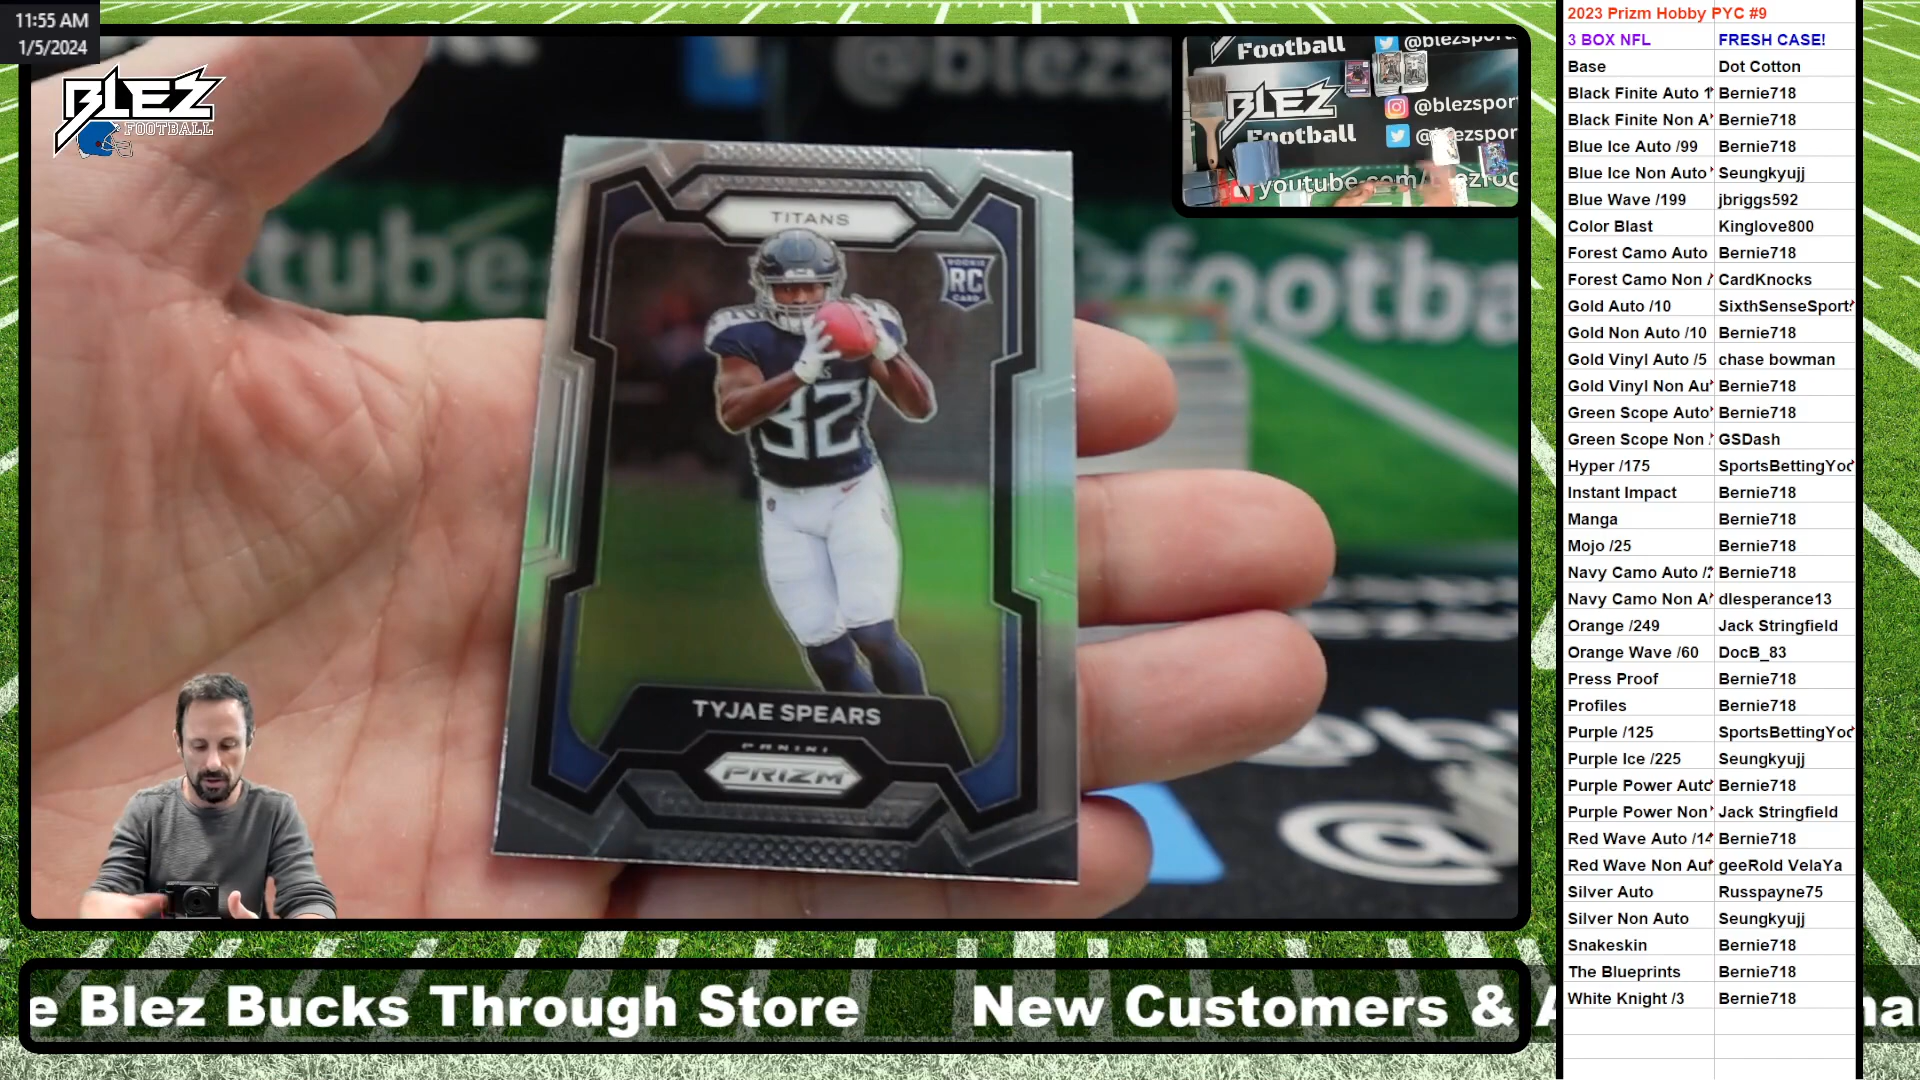 11:55 AM
1/5/2024
BLEZ
FOOTBALL
TITANS
ROOKIE
RC
CARD
32
TYJAE SPEARS
PANINI
PRIZM
Football
BLEZ
Football
@blezspor
youtube.com/
2023 Prizm Hobby PYC #9
3 BOX NFL FRESH CASE!
Base Dot Cotton
Black Finite Auto 1 Bernie718
Black Finite Non A Bernie718
Blue Ice Auto /99 Bernie718
Blue Ice Non Auto Seungkyujj
Blue Wave /199 jbriggs592
Color Blast Kinglove800
Forest Camo Auto Bernie718
Forest Camo Non CardKnocks
Gold Auto /10 SixthSenseSport
Gold Non Auto /10 Bernie718
Gold Vinyl Auto /5 chase bowman
Gold Vinyl Non Au Bernie718
Green Scope Auto Bernie718
Green Scope Non GSDash
Hyper /175 SportsBettingYo
Instant Impact Bernie718
Manga Bernie718
Mojo /25 Bernie718
Navy Camo Auto / Bernie718
Navy Camo Non A dlesperance13
Orange /249 Jack Stringfield
Orange Wave /60 DocB_83
Press Proof Bernie718
Profiles Bernie718
Purple /125 SportsBettingYo
Purple Ice /225 Seungkyujj
Purple Power Auto Bernie718
Purple Power Non Jack Stringfield
Red Wave Auto /14 Bernie718
Red Wave Non Au geeRold VelaYa
Silver Auto Russpayne75
Silver Non Auto Seungkyujj
Snakeskin Bernie718
The Blueprints Bernie718
White Knight /3 Bernie718
e Blez Bucks Through Store New Customers &